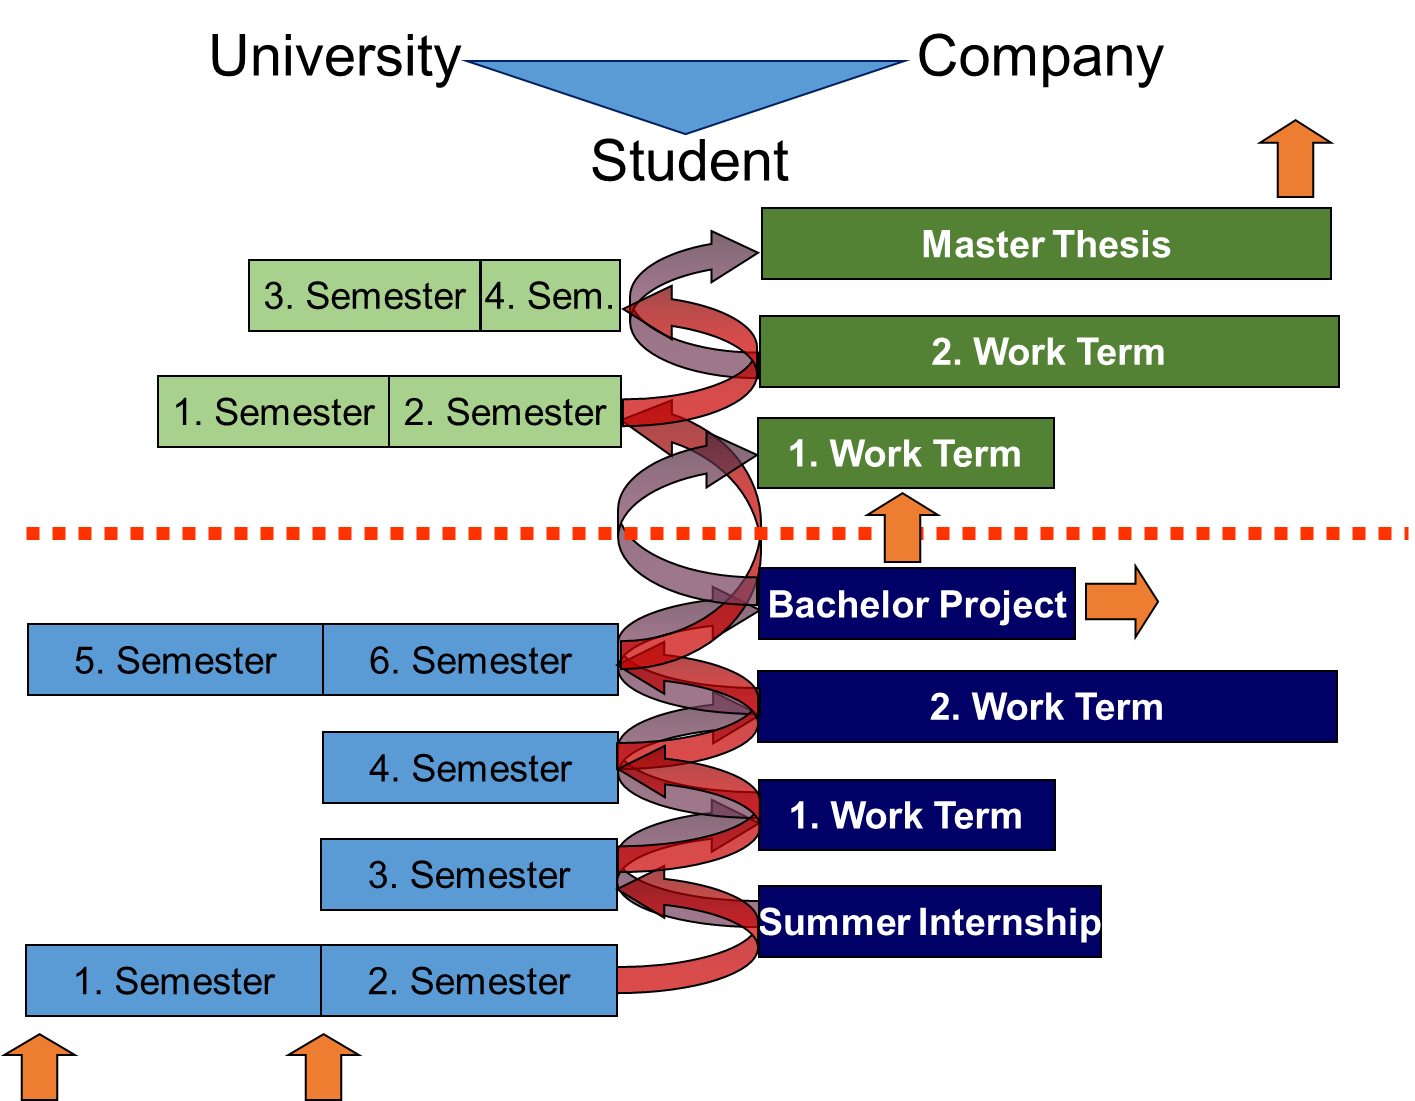 University
Company
Student
Master Thesis
3. Semester
4. Sem.
2. Work Term
1. Semester
2. Semester
1. Work Term
Bachelor Project
5. Semester
6. Semester
2. Work Term
4. Semester
1. Work Term
3. Semester
Summer Internship
1. Semester
2. Semester